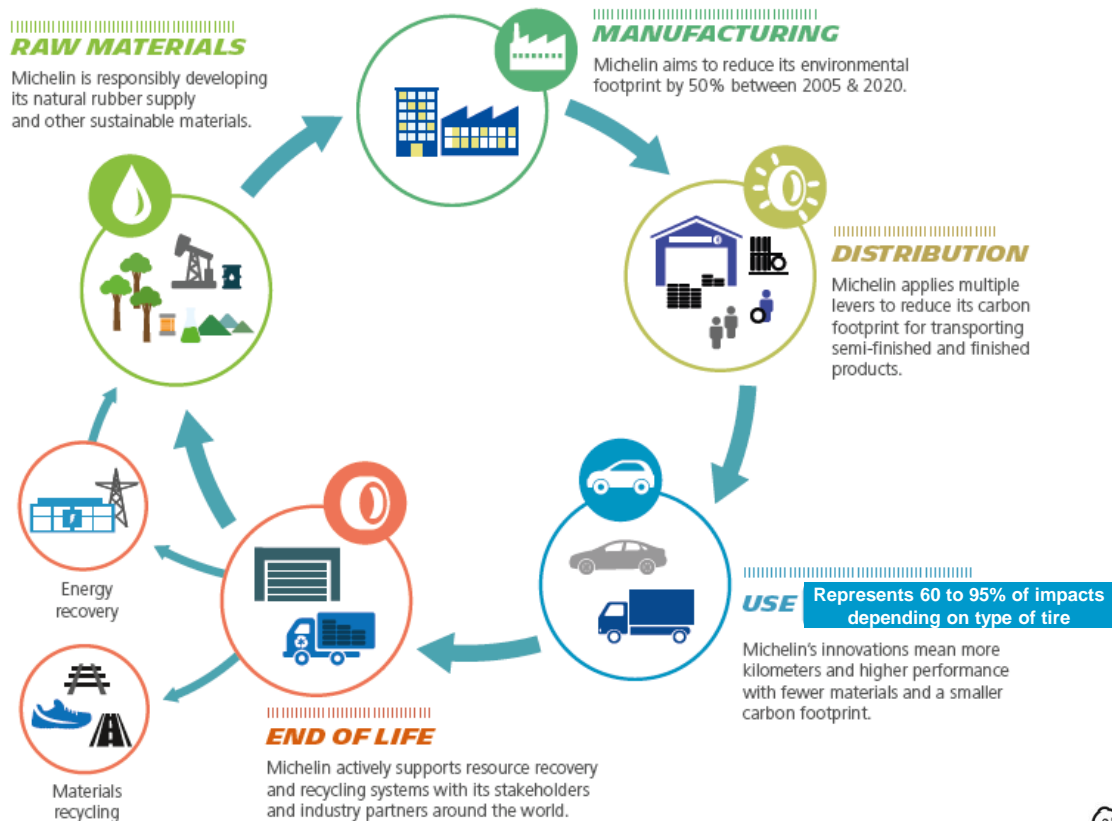 RAW MATERIALS
Michelin is responsibly developing
its natural rubber supply
and other sustainable materials.
MANUFACTURING
Michelin aims to reduce its environmental
footprint by 50% between 2005 & 2020.
DISTRIBUTION
Michelin applies multiple
levers to reduce its carbon
footprint for transporting
semi-finished and finished
products.
USE
Represents 60 to 95% of impacts
depending on type of tire
Michelin's innovations mean more
kilometers and higher performance
with fewer materials and a smaller
carbon footprint.
END OF LIFE
Michelin actively supports resource recovery
and recycling systems with its stakeholders
and industry partners around the world.
Energy
recovery
Materials
recycling